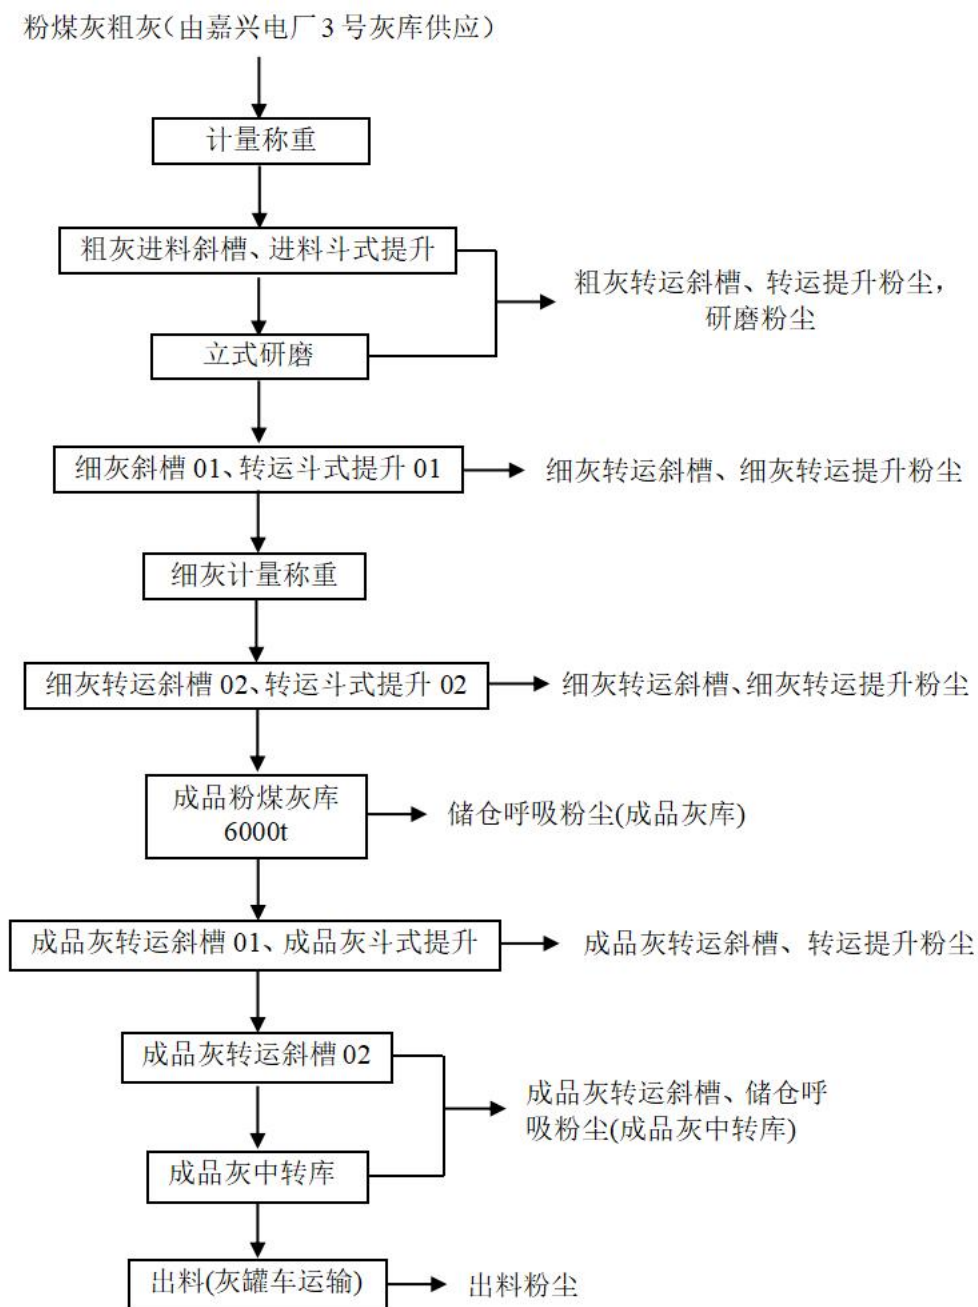 粉煤灰粗灰（由嘉兴电厂3号灰库供应）
计量称重
粗灰进料斜槽、进料斗式提升
粗灰转运斜槽、转运提升粉尘，
研磨粉尘
立式研磨
细灰斜槽01、转运斗式提升01
细灰转运斜槽、细灰转运提升粉尘
细灰计量称重
细灰转运斜槽02、转运斗式提升02
细灰转运斜槽、细灰转运提升粉尘
成品粉煤灰库
6000t
储仓呼吸粉尘(成品灰库)
成品灰转运斜槽01、成品灰斗式提升
成品灰转运斜槽、转运提升粉尘
成品灰转运斜槽02
成品灰转运斜槽、储仓呼
吸粉尘(成品灰中转库)
成品灰中转库
出料(灰罐车运输)
出料粉尘